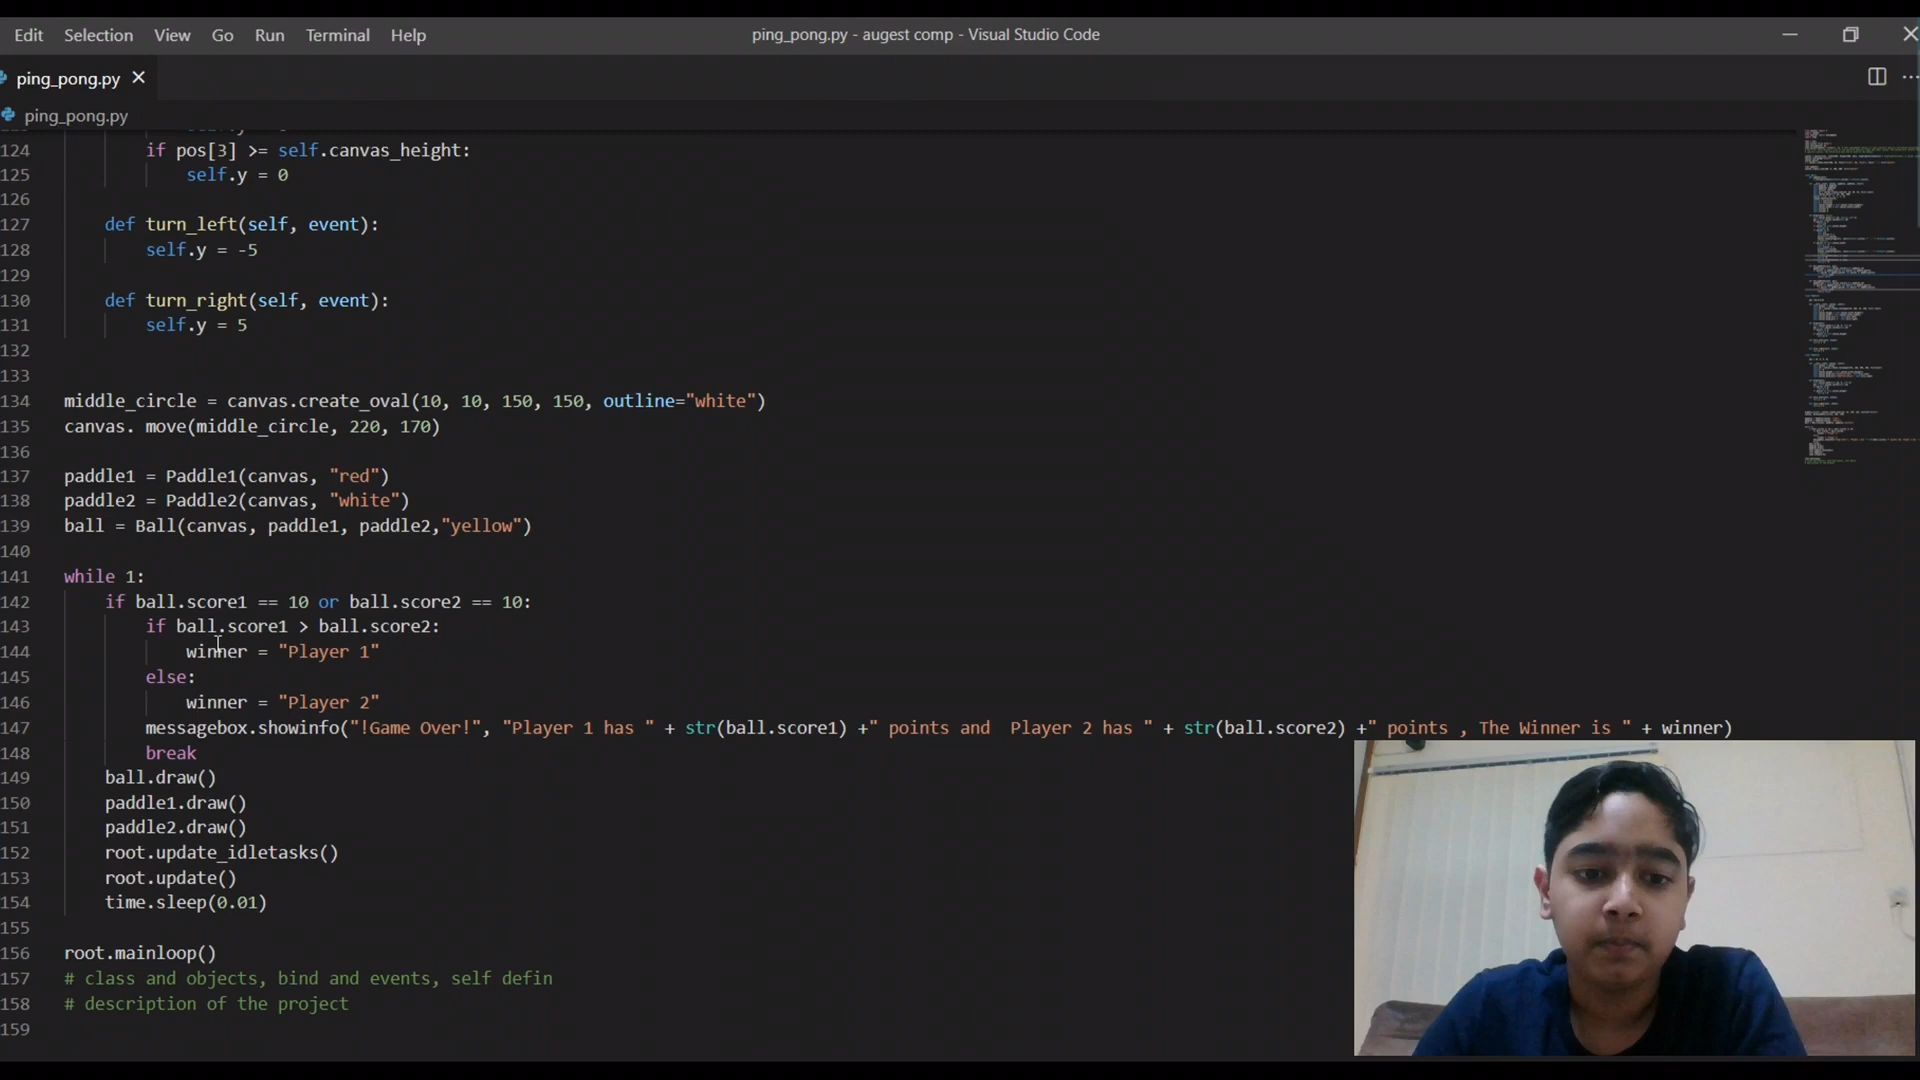 Edit Selection View Go Run Terminal Help ping_pong.py - augest comp - Visual Studio Code
ping_pong.py
ping_pong.py
124 if pos[3] >= self.canvas_height:
125 self.y = 0
126
127 def turn_left(self, event):
128 self.y = -5
129
130 def turn_right(self, event):
131 self.y = 5
132
133
134 middle_circle = canvas.create_oval(10, 10, 150, 150, outline="white")
135 canvas. move(middle_circle, 220, 170)
136
137 paddle1 = Paddle1(canvas, "red")
138 paddle2 = Paddle2(canvas, "white")
139 ball = Ball(canvas, paddle1, paddle2,"yellow")
140
141 while 1:
142 if ball.score1 == 10 or ball.score2 == 10:
143 if ball.score1 > ball.score2:
144 winner = "Player 1"
145 else:
146 winner = "Player 2"
147 messagebox.showinfo("!Game Over!", "Player 1 has " + str(ball.score1) +" points and  Player 2 has " + str(ball.score2) +" points , The Winner is " + winner)
148 break
149 ball.draw()
150 paddle1.draw()
151 paddle2.draw()
152 root.update_idletasks()
153 root.update()
154 time.sleep(0.01)
155
156 root.mainloop()
157 # class and objects, bind and events, self defin
158 # description of the project
159